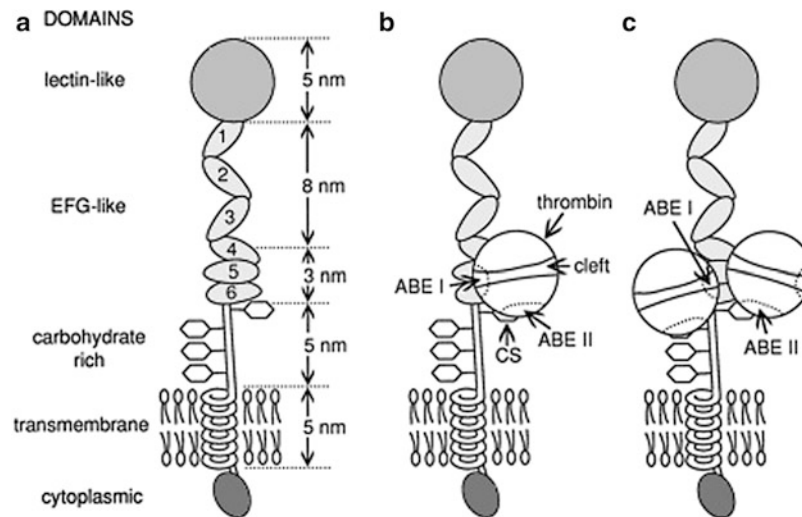 a DOMAINS
lectin-like
5 nm
1
2
EFG-like
3
8 nm
4
5
6
3 nm
carbohydrate
rich
5 nm
transmembrane
5 nm
cytoplasmic
b
thrombin
cleft
ABE I
ABE II
CS
c
ABE I
ABE II